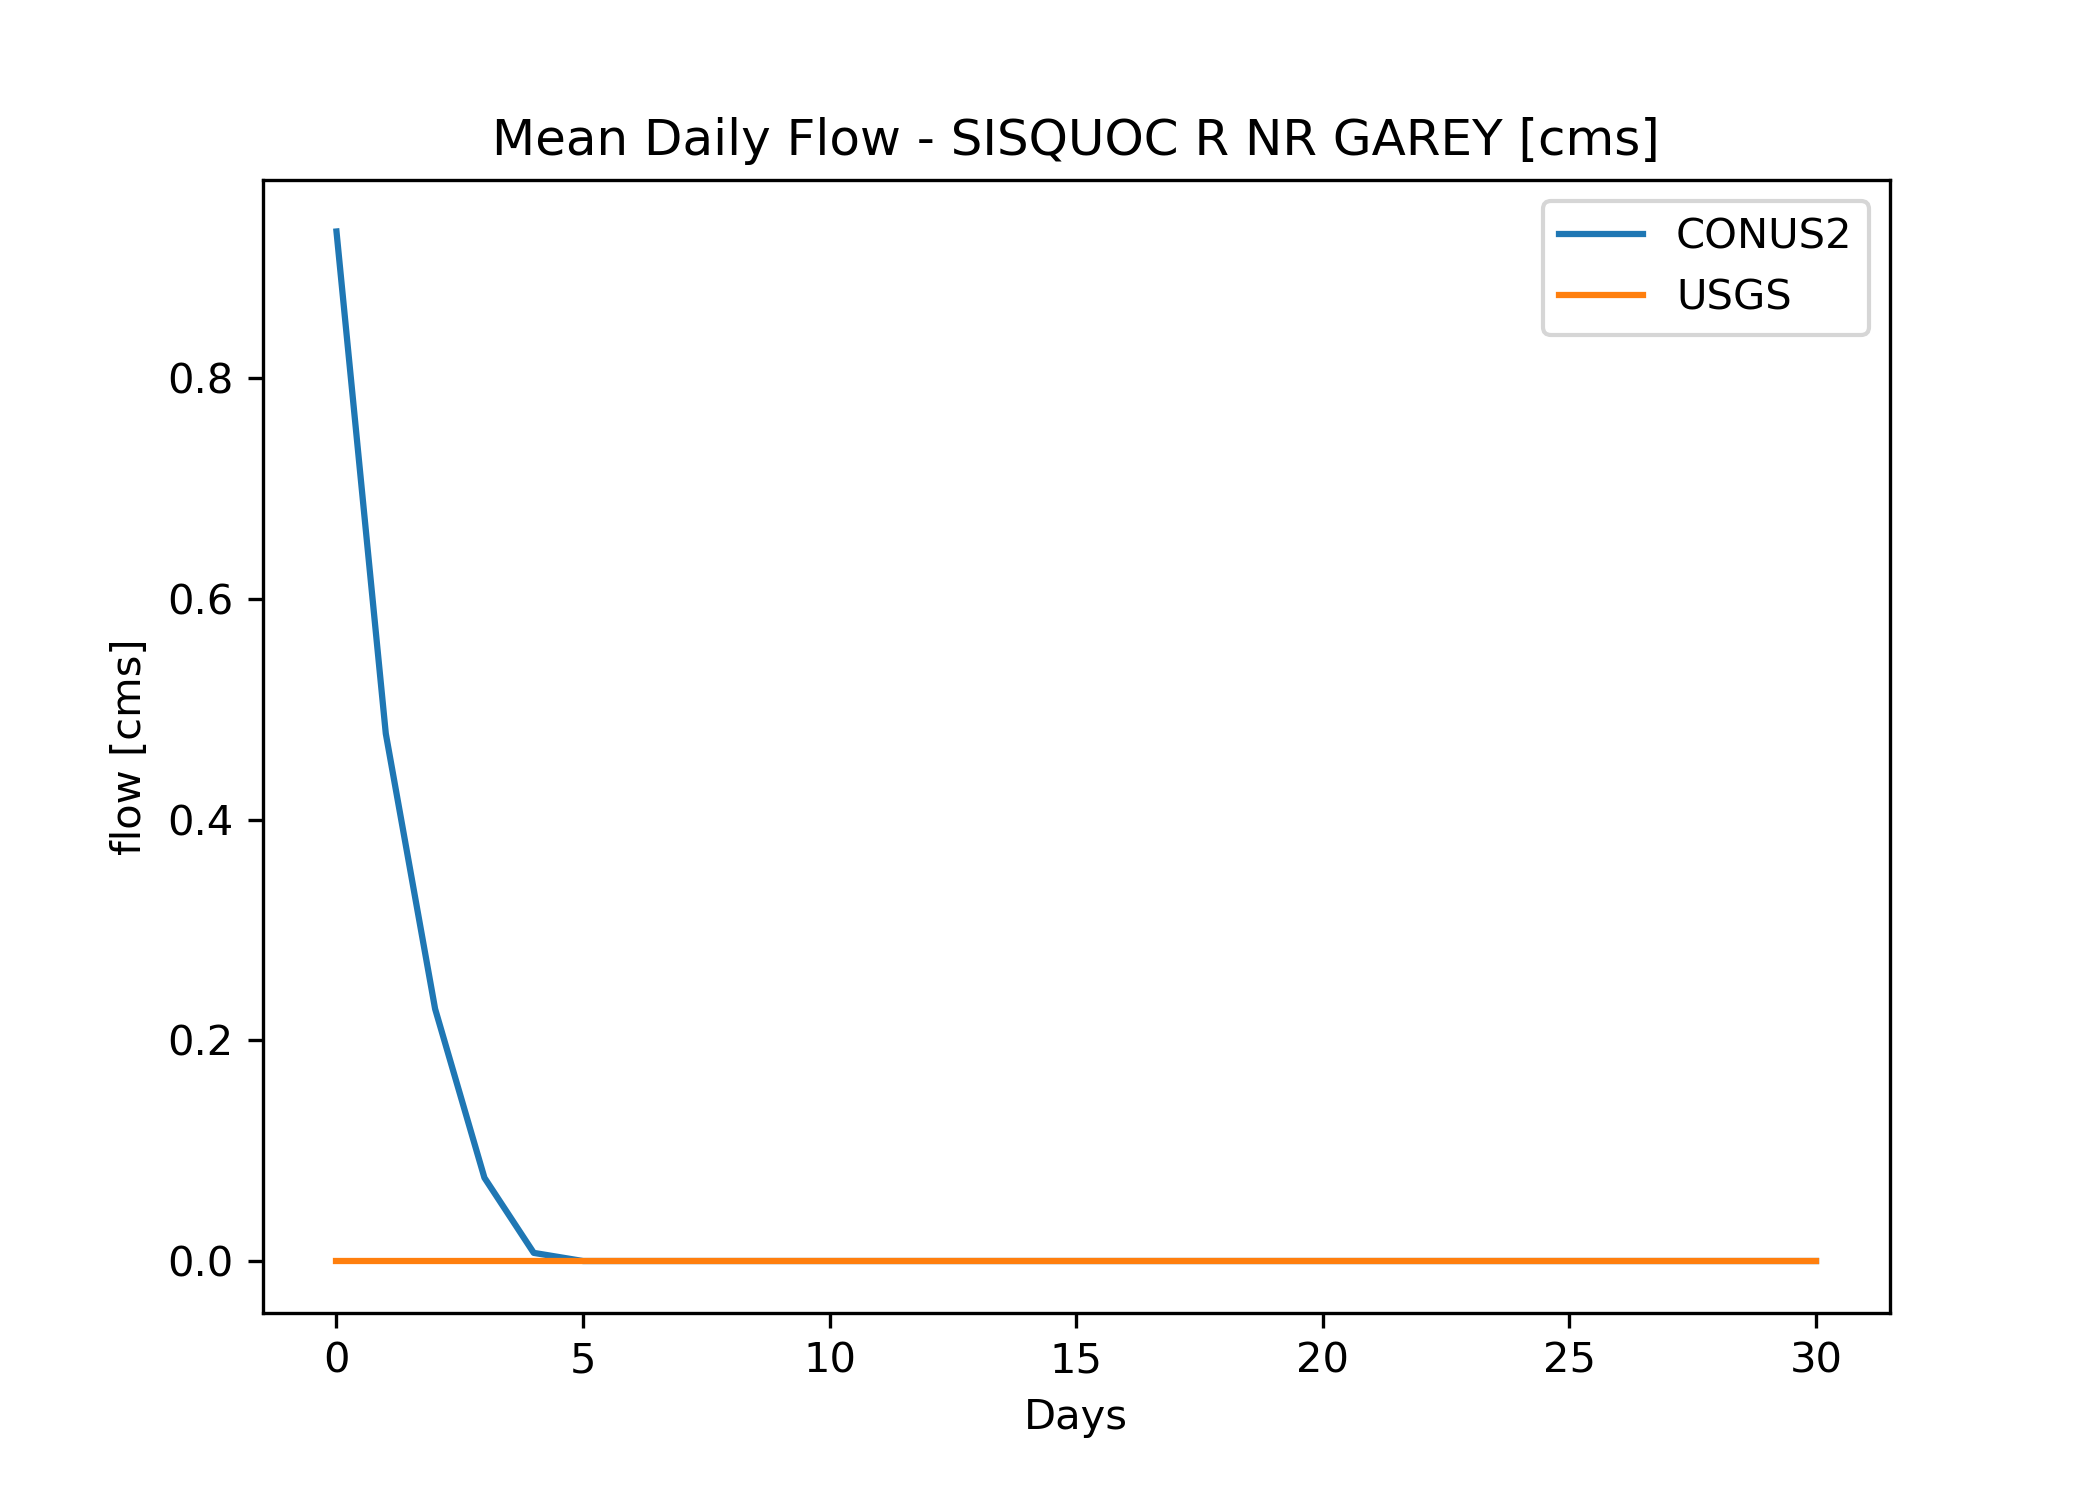 Mean Daily Flow - SISQUOC R NR GAREY [cms]
CONUS2
USGS
0.8
0.6
0.4
0.2
0.0
flow [cms]
0 5 10 15 20 25 30
Days